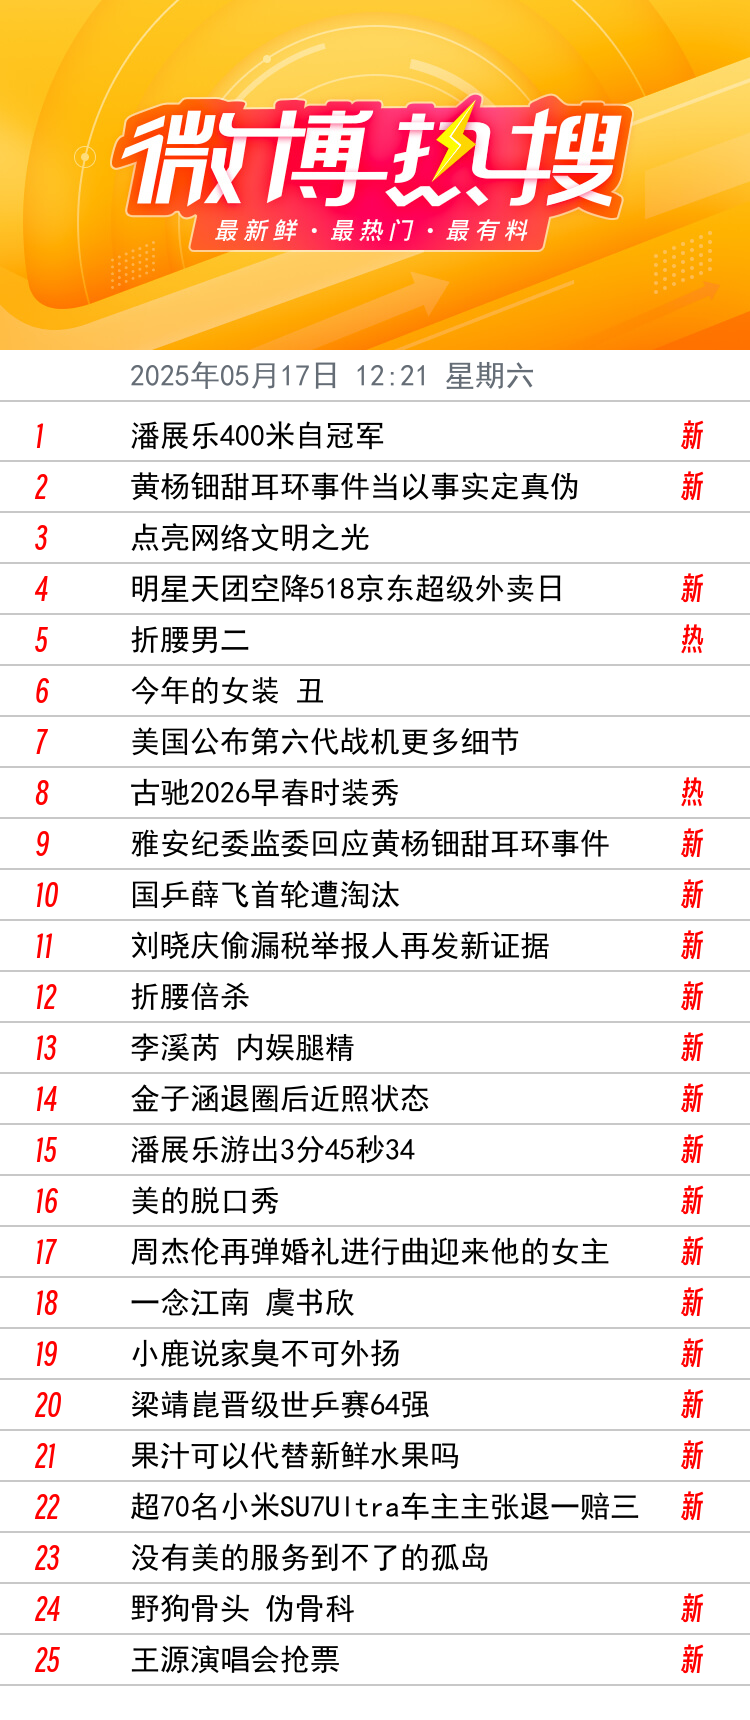 微博热搜
最新鲜·最热门·最有料
2025年05月17日 12:21 星期六
1 潘展乐400米自冠军 新
2 黄杨钿甜耳环事件当以事实定真伪 新
3 点亮网络文明之光
4 明星天团空降518京东超级外卖日 新
5 折腰男二 热
6 今年的女装 丑
7 美国公布第六代战机更多细节
8 古驰2026早春时装秀 热
9 雅安纪委监委回应黄杨钿甜耳环事件 新
10 国乒薛飞首轮遭淘汰 新
11 刘晓庆偷漏税举报人再发新证据 新
12 折腰倍杀 新
13 李溪芮 内娱腿精 新
14 金子涵退圈后近照状态 新
15 潘展乐游出3分45秒34 新
16 美的脱口秀 新
17 周杰伦再弹婚礼进行曲迎来他的女主 新
18 一念江南 虞书欣 新
19 小鹿说家臭不可外扬 新
20 梁靖崑晋级世乒赛64强 新
21 果汁可以代替新鲜水果吗 新
22 超70名小米SU7Ultra车主主张退一赔三 新
23 没有美的服务到不了的孤岛
24 野狗骨头 伪骨科 新
25 王源演唱会抢票 新